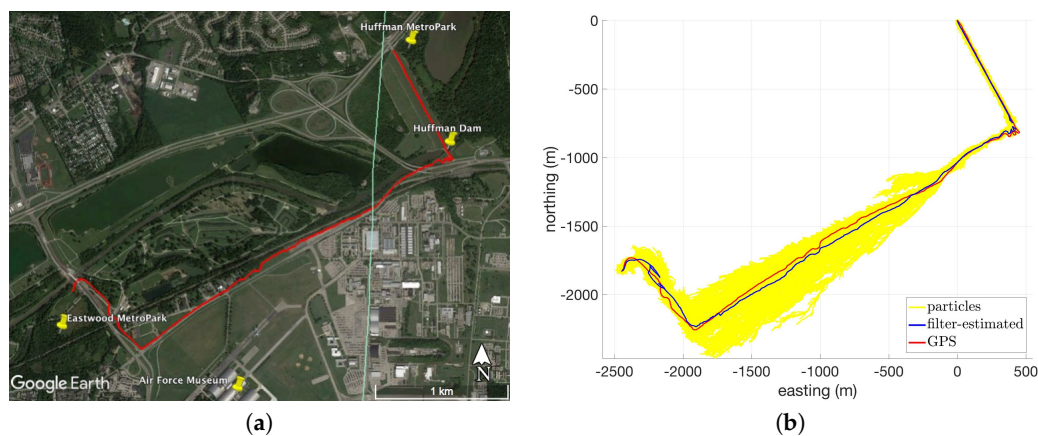 Huffman MetroPark
Huffman Dam
Eastwood MetroPark
Air Force Museum
Google Earth
1 km
N
(a)
0
-500
-1000
-1500
-2000
northing (m)
-2500
-2000
-1500
-1000
-500
0
500
easting (m)
particles
filter-estimated
GPS
(b)